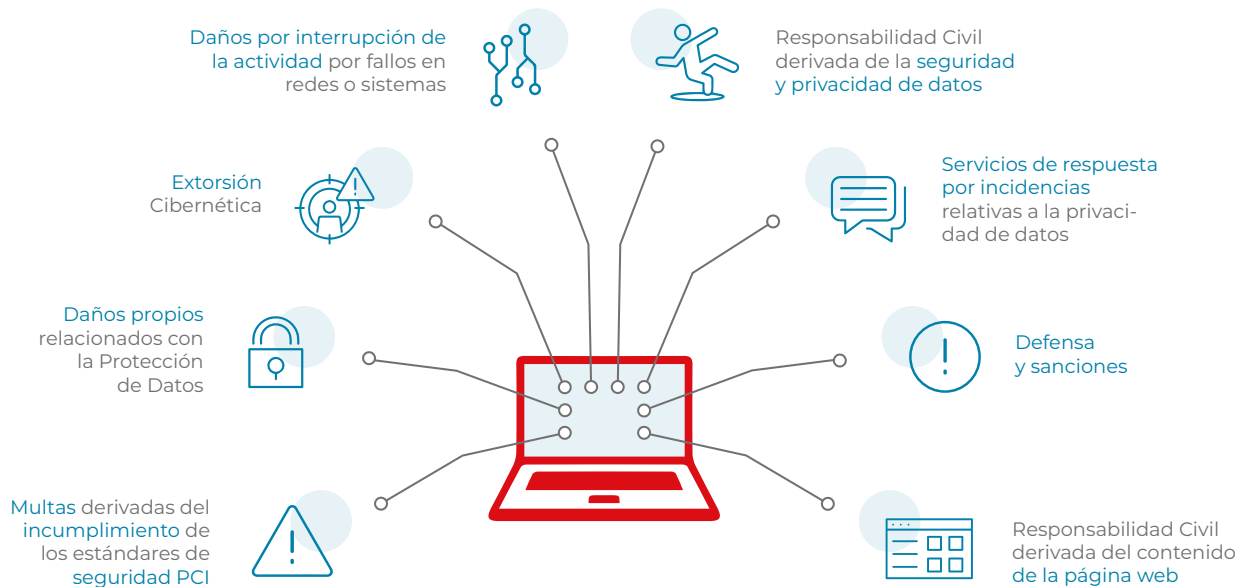 Daños por interrupción de
la actividad por fallos en
redes o sistemas
Responsabilidad Civil
derivada de la seguridad
y privacidad de datos
Extorsión
Cibernética
Servicios de respuesta
por incidencias
relativas a la privaci-
dad de datos
Daños propios
relacionados con
la Protección
de Datos
Defensa
y sanciones
Multas derivadas del
incumplimiento de
los estándares de
seguridad PCI
Responsabilidad Civil
derivada del contenido
de la página web